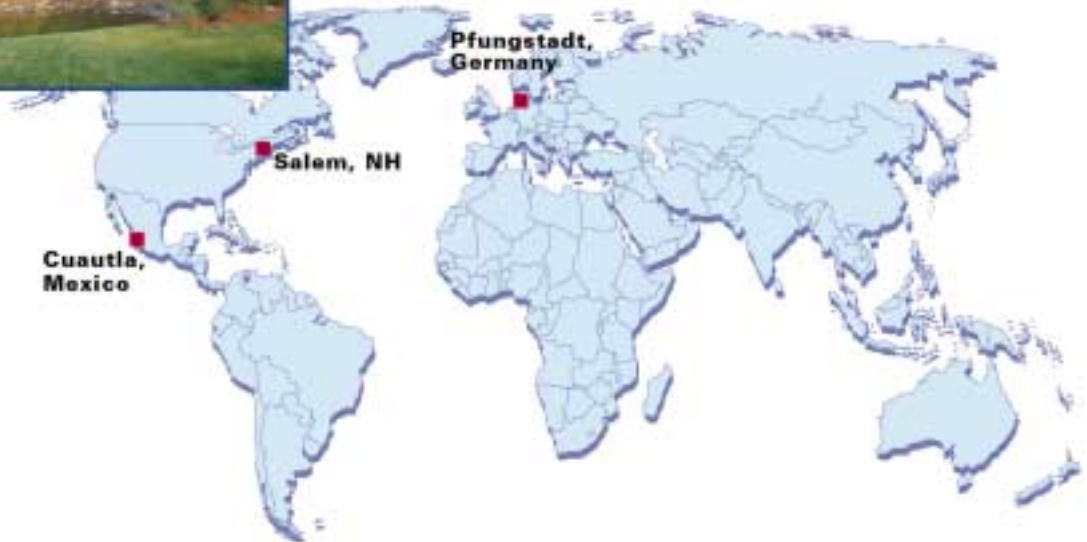 Pfungstadt,
Germany
Salem, NH
Cuautla,
Mexico